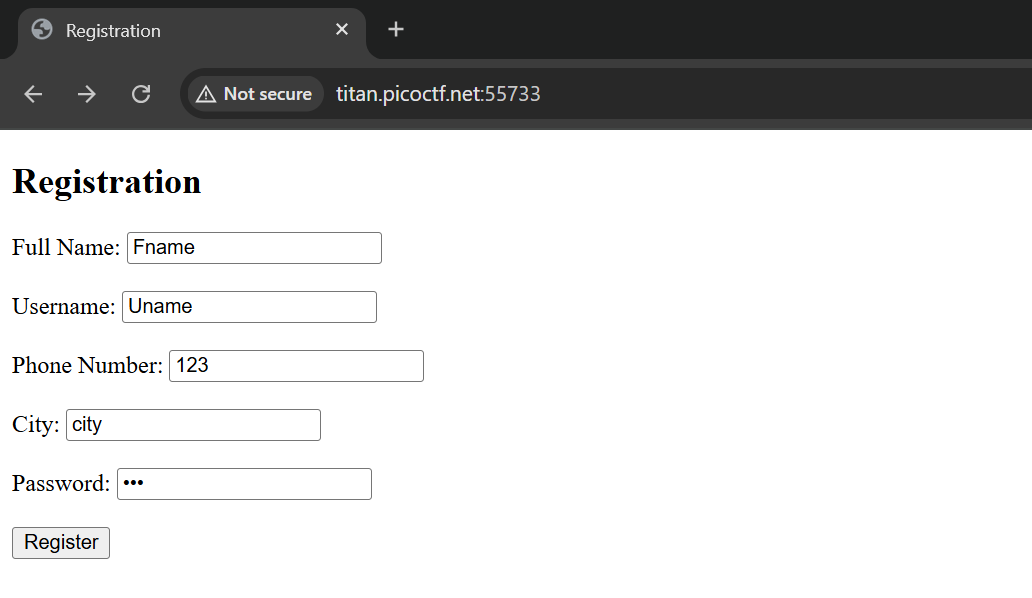 Registration
Not secure titan.picoctf.net:55733
Registration
Full Name: Fname
Username: Uname
Phone Number: 123
City: city
Password: •••
Register